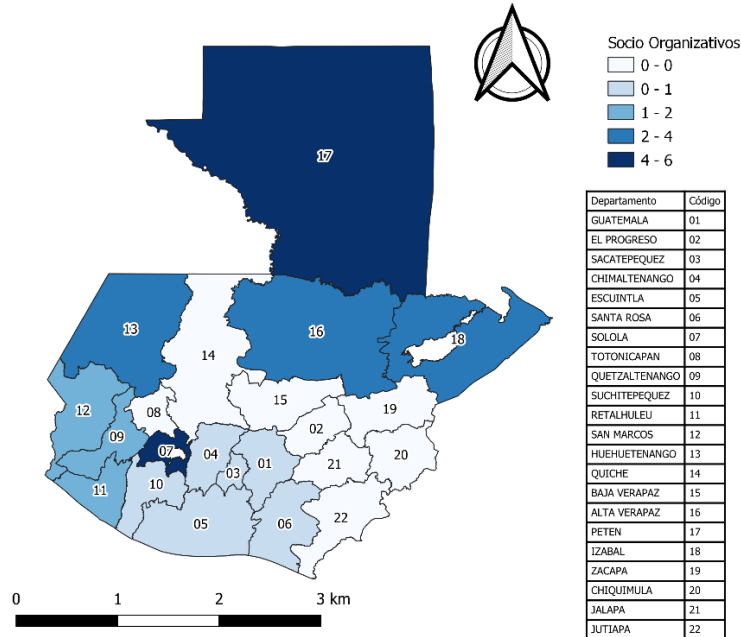 Socio Organizativos
0 - 0
0 - 1
1 - 2
2 - 4
4 - 6
17
13
16
18
14
12
08
15
19
09
02
07
04
01
20
03
21
11
10
05
06
22
0 1 2 3 km
Departamento Código
GUATEMALA 01
EL PROGRESO 02
SACATEPEQUEZ 03
CHIMALTENANGO 04
ESCUINTLA 05
SANTA ROSA 06
SOLOLA 07
TOTONICAPAN 08
QUETZALTENANGO 09
SUCHITEPEQUEZ 10
RETALHULEU 11
SAN MARCOS 12
HUEHUETENANGO 13
QUICHE 14
BAJA VERAPAZ 15
ALTA VERAPAZ 16
PETEN 17
IZABAL 18
ZACAPA 19
CHIQUIMULA 20
JALAPA 21
JUTIAPA 22